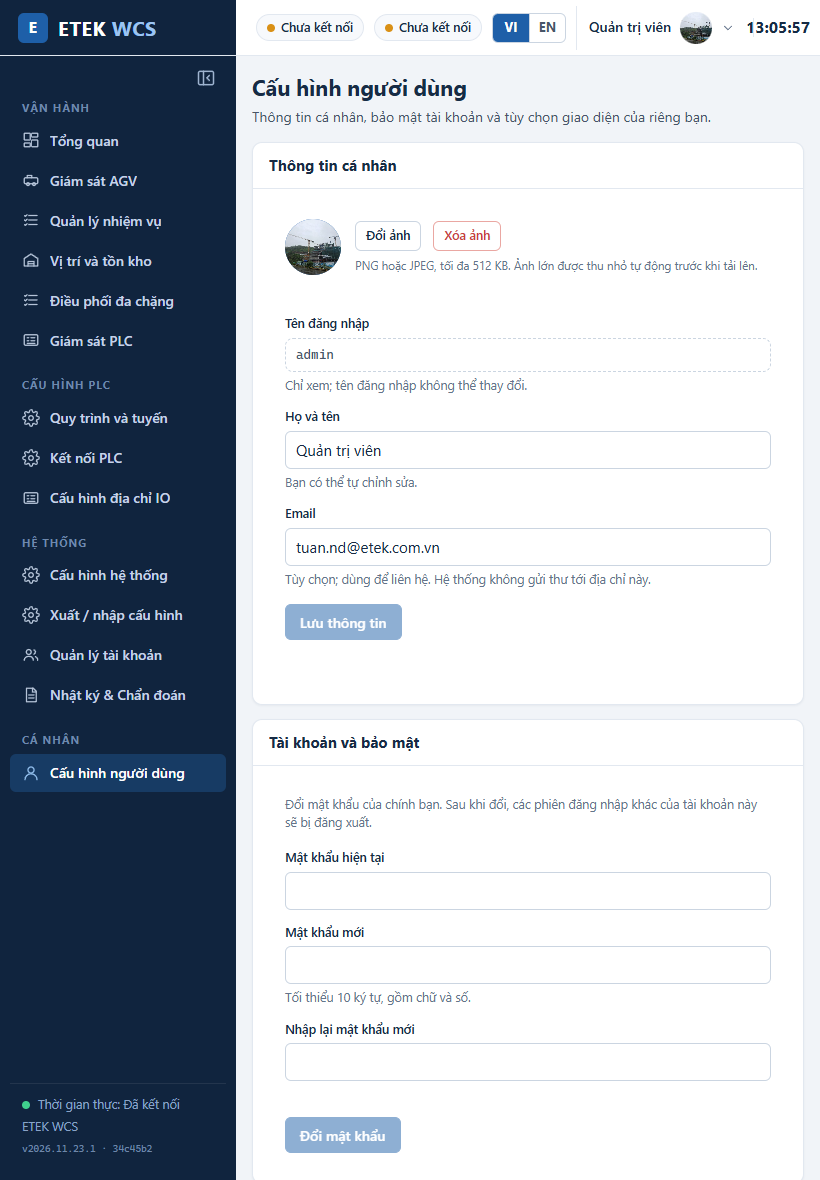 E ETEK WCS
Chưa kết nối
Chưa kết nối
VI EN
Quản trị viên
13:05:57
VẬN HÀNH
Tổng quan
Giám sát AGV
Quản lý nhiệm vụ
Vị trí và tồn kho
Điều phối đa chặng
Giám sát PLC
CẤU HÌNH PLC
Quy trình và tuyến
Kết nối PLC
Cấu hình địa chỉ IO
HỆ THỐNG
Cấu hình hệ thống
Xuất / nhập cấu hình
Quản lý tài khoản
Nhật ký & Chẩn đoán
CÁ NHÂN
Cấu hình người dùng
Thời gian thực: Đã kết nối
ETEK WCS
v2026.11.23.1 · 34c45b2
Cấu hình người dùng
Thông tin cá nhân, bảo mật tài khoản và tùy chọn giao diện của riêng bạn.
Thông tin cá nhân
Đổi ảnh
Xóa ảnh
PNG hoặc JPEG, tối đa 512 KB. Ảnh lớn được thu nhỏ tự động trước khi tải lên.
Tên đăng nhập
admin
Chỉ xem; tên đăng nhập không thể thay đổi.
Họ và tên
Quản trị viên
Bạn có thể tự chỉnh sửa.
Email
tuan.nd@etek.com.vn
Tùy chọn; dùng để liên hệ. Hệ thống không gửi thư tới địa chỉ này.
Lưu thông tin
Tài khoản và bảo mật
Đổi mật khẩu của chính bạn. Sau khi đổi, các phiên đăng nhập khác của tài khoản này
sẽ bị đăng xuất.
Mật khẩu hiện tại
Mật khẩu mới
Tối thiểu 10 ký tự, gồm chữ và số.
Nhập lại mật khẩu mới
Đổi mật khẩu